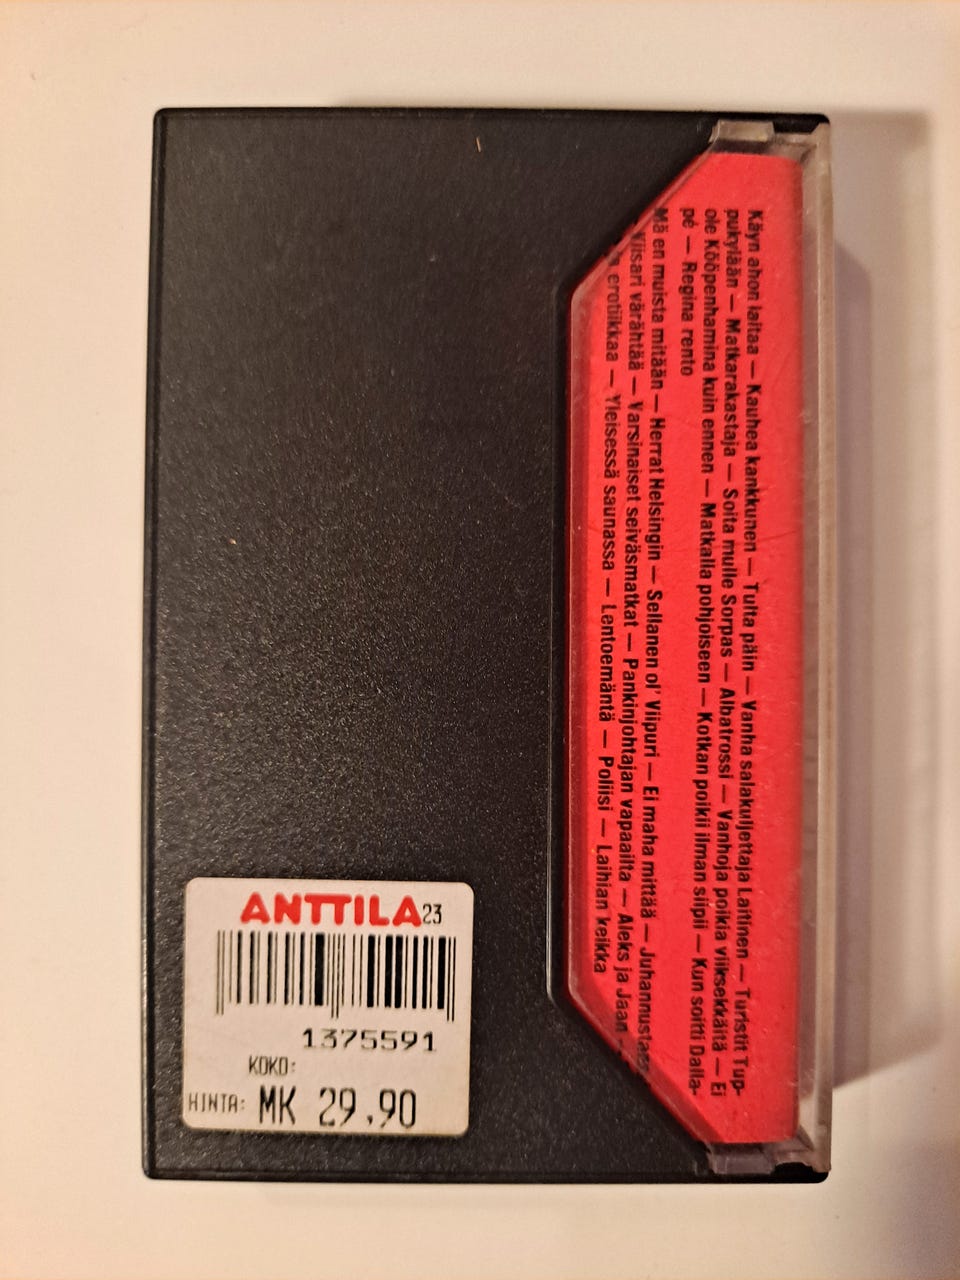 Käyn ahon laitaa — Kauhea kankkunen — Tulta päin — Vanha salakuljettaja Laitinen — Turistit Tup-
pukylään — Matkarakastaja — Soita mulle Sorpas — Albatrossi — Vanhoja poikia viiksekkäitä — Ei
ole Kööpenhamina kuin ennen — Matkalla pohjoiseen — Kotkan poikii ilman siipii — Kun soitti Dalla-
pé — Regina rento
Mä en muista mitään — Herrat Helsingin — Sellanen ol' Viipuri — Ei maha mittää — Juhannustans
Viisari värähtää — Varsinaiset seiväsmatkat — Pankinjohtajan vapaailta — Aleks ja Jaan —
erotiikkaa — Yleisessä saunassa — Lentoemäntä — Poliisi — Laihian keikka
ANTTILA 23
1375591
KOKO:
HINTA: MK 29,90